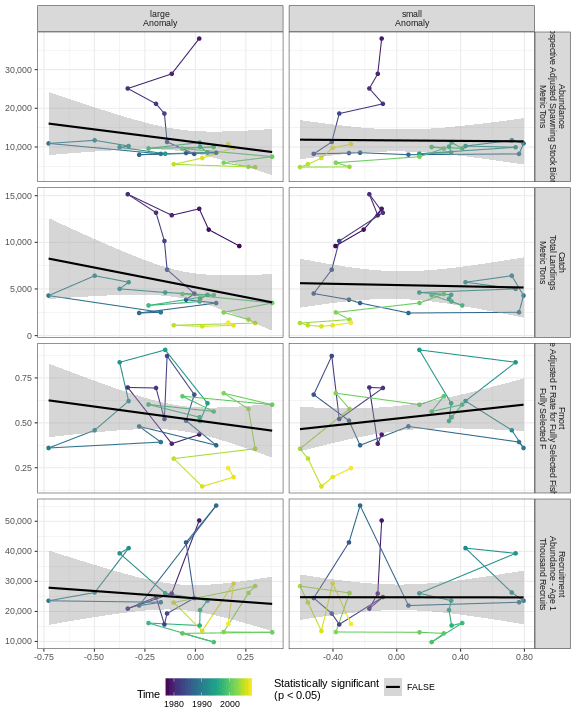 large
Anomaly
small
Anomaly
30,000
20,000
10,000
Abundance
Adjusted Spawning Stock
Metric Tons
15,000
10,000
5,000
0
Catch
Total Landings
Metric Tons
0.75
0.50
0.25
Fmort
Adjusted F Rate for Fully Selected
Fully Selected F
50,000
40,000
30,000
20,000
10,000
Recruitment
Abundance - Age 1
Thousand Recruits
-0.75
-0.50
-0.25
0.00
0.25
-0.40
0.00
0.40
0.80
Time
1980
1990
2000
Statistically significant
(p < 0.05)
FALSE